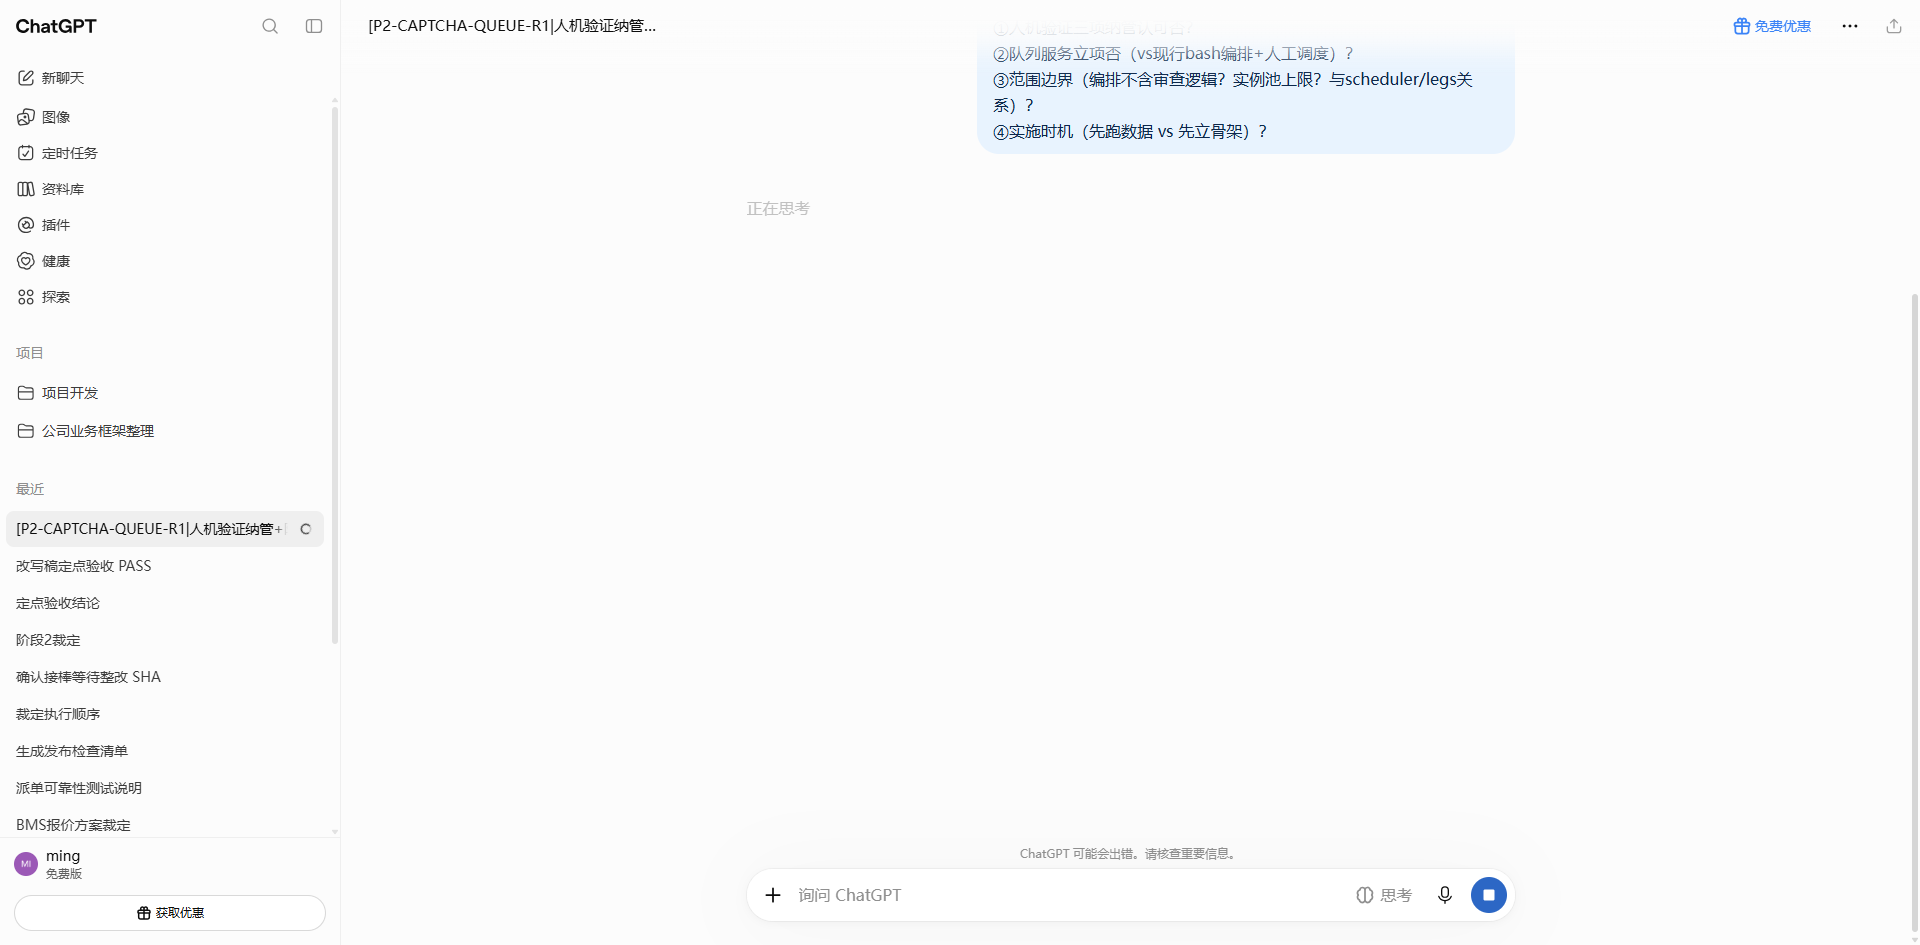 ChatGPT
新聊天
图像
定时任务
资料库
插件
健康
探索
项目
项目开发
公司业务框架整理
最近
[P2-CAPTCHA-QUEUE-R1|人机验证纳管+
改写稿定点验收 PASS
定点验收结论
阶段2裁定
确认接棒等待整改 SHA
裁定执行顺序
生成发布检查清单
派单可靠性测试说明
BMS报价方案裁定
MI
ming
免费版
获取优惠
[P2-CAPTCHA-QUEUE-R1|人机验证纳管...
免费优惠
②队列服务立项否（vs现行bash编排+人工调度）？
③范围边界（编排不含审查逻辑？实例池上限？与scheduler/legs关
系）？
④实施时机（先跑数据 vs 先立骨架）？
正在思考
ChatGPT 可能会出错。请核查重要信息。
询问 ChatGPT
思考